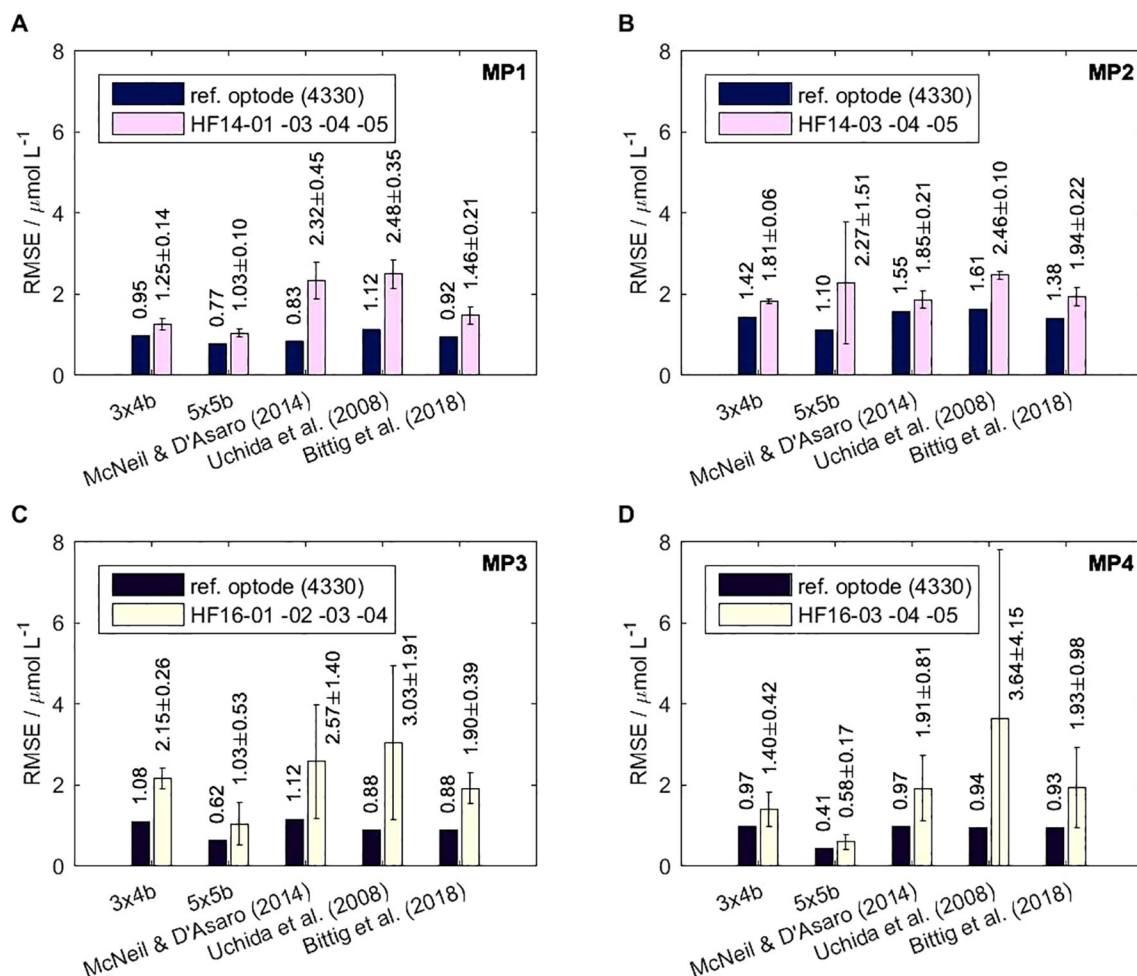 A
MP1
ref. optode (4330)
HF14-01 -03 -04 -05
RMSE / μmol L⁻¹
8
6
4
2
0
0.95
1.25±0.14
0.77
1.03±0.10
0.83
2.32±0.45
1.12
2.48±0.35
0.92
1.46±0.21
3x4b
5x5b
McNeil & D'Asaro (2014)
Uchida et al. (2008)
Bittig et al. (2018)
B
MP2
ref. optode (4330)
HF14-03 -04 -05
RMSE / μmol L⁻¹
8
6
4
2
0
1.42
1.81±0.06
1.10
2.27±1.51
1.55
1.85±0.21
1.61
2.46±0.10
1.38
1.94±0.22
3x4b
5x5b
McNeil & D'Asaro (2014)
Uchida et al. (2008)
Bittig et al. (2018)
C
MP3
ref. optode (4330)
HF16-01 -02 -03 -04
RMSE / μmol L⁻¹
8
6
4
2
0
1.08
2.15±0.26
0.62
1.03±0.53
1.12
2.57±1.40
0.88
3.03±1.91
0.88
1.90±0.39
3x4b
5x5b
McNeil & D'Asaro (2014)
Uchida et al. (2008)
Bittig et al. (2018)
D
MP4
ref. optode (4330)
HF16-03 -04 -05
RMSE / μmol L⁻¹
8
6
4
2
0
0.97
1.40±0.42
0.41
0.58±0.17
0.97
1.91±0.81
0.94
3.64±4.15
0.93
1.93±0.98
3x4b
5x5b
McNeil & D'Asaro (2014)
Uchida et al. (2008)
Bittig et al. (2018)